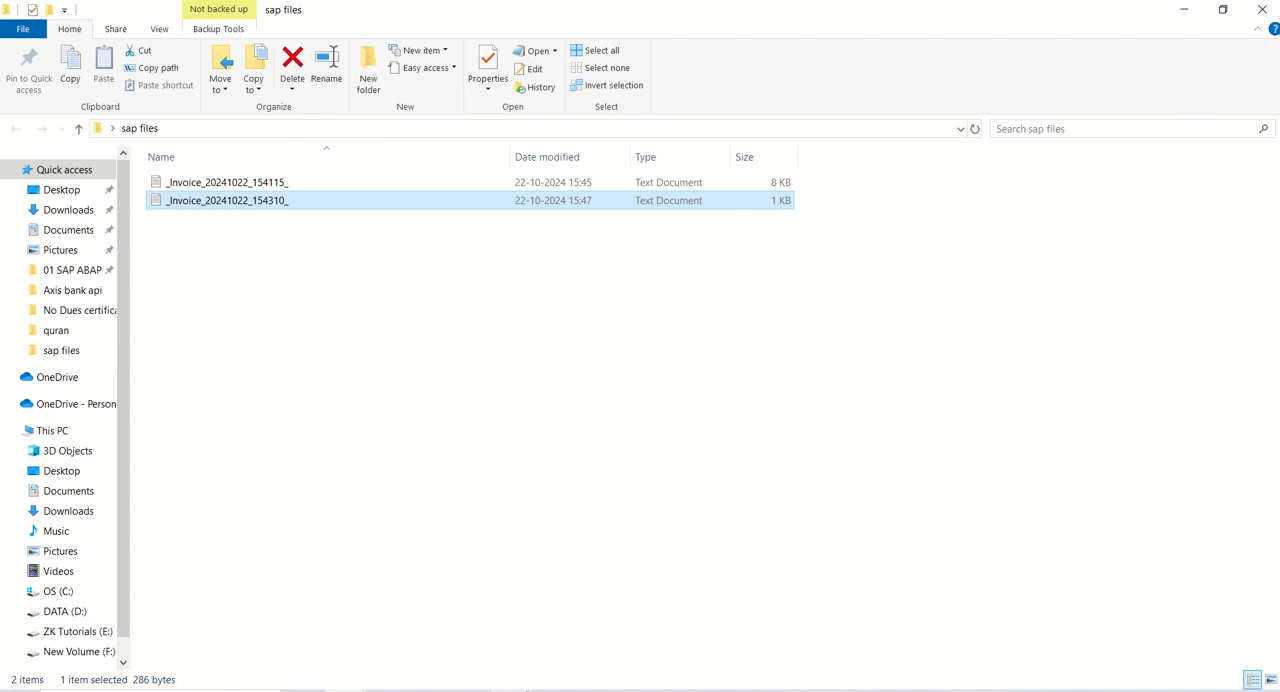 Not backed up
sap files
File
Home
Share
View
Backup Tools
Pin to Quick access
Copy
Paste
Cut
Copy path
Paste shortcut
Clipboard
Move to
Copy to
Delete
Rename
Organize
New folder
New item
Easy access
New
Properties
Open
Edit
History
Open
Select all
Select none
Invert selection
Select
sap files
Search sap files
Name
Date modified
Type
Size
_Invoice_20241022_154115_ 22-10-2024 15:45 Text Document 8 KB
_Invoice_20241022_154310_ 22-10-2024 15:47 Text Document 1 KB
Quick access
Desktop
Downloads
Documents
Pictures
01 SAP ABAP
Axis bank api
No Dues certifica
quran
sap files
OneDrive
OneDrive - Person
This PC
3D Objects
Desktop
Documents
Downloads
Music
Pictures
Videos
OS (C:)
DATA (D:)
ZK Tutorials (E:)
New Volume (F:)
2 items 1 item selected 286 bytes